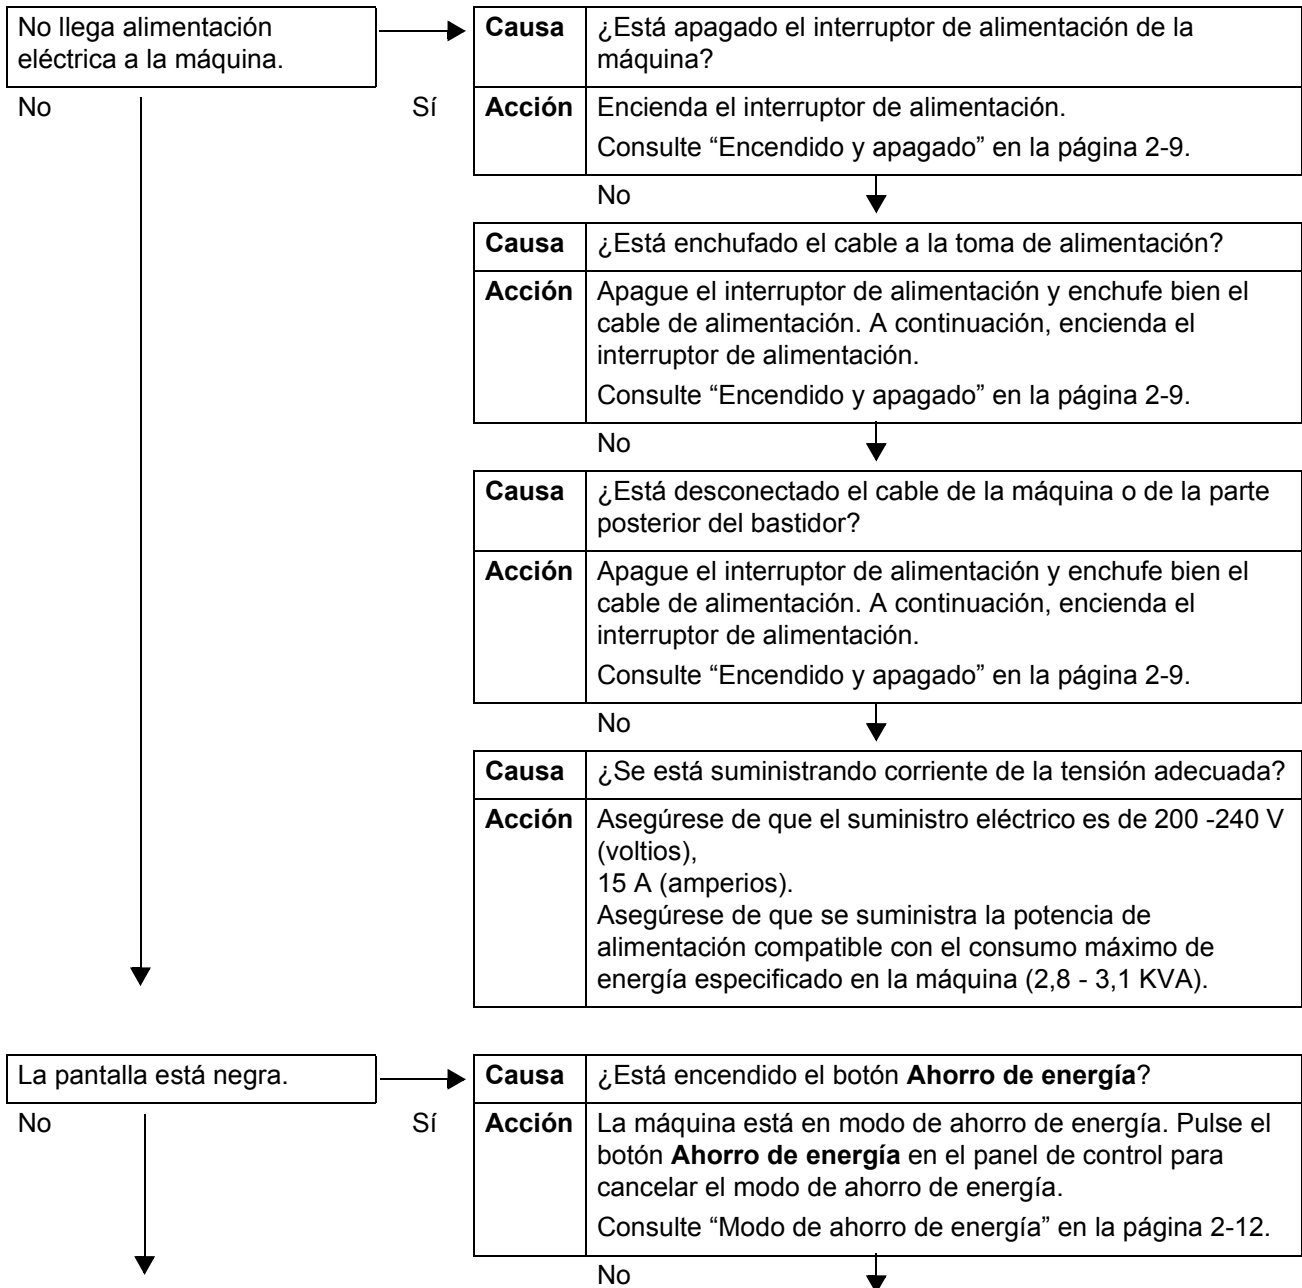 No llega alimentación
eléctrica a la máquina.
Causa
¿Está apagado el interruptor de alimentación de la
máquina?
No
Sí
Acción
Encienda el interruptor de alimentación.
Consulte “Encendido y apagado” en la página 2-9.
No
Causa
¿Está enchufado el cable a la toma de alimentación?
Acción
Apague el interruptor de alimentación y enchufe bien el
cable de alimentación. A continuación, encienda el
interruptor de alimentación.
Consulte “Encendido y apagado” en la página 2-9.
No
Causa
¿Está desconectado el cable de la máquina o de la parte
posterior del bastidor?
Acción
Apague el interruptor de alimentación y enchufe bien el
cable de alimentación. A continuación, encienda el
interruptor de alimentación.
Consulte “Encendido y apagado” en la página 2-9.
No
Causa
¿Se está suministrando corriente de la tensión adecuada?
Acción
Asegúrese de que el suministro eléctrico es de 200 -240 V
(voltios),
15 A (amperios).
Asegúrese de que se suministra la potencia de
alimentación compatible con el consumo máximo de
energía especificado en la máquina (2,8 - 3,1 KVA).
La pantalla está negra.
Causa
¿Está encendido el botón Ahorro de energía?
No
Sí
Acción
La máquina está en modo de ahorro de energía. Pulse el
botón Ahorro de energía en el panel de control para
cancelar el modo de ahorro de energía.
Consulte “Modo de ahorro de energía” en la página 2-12.
No